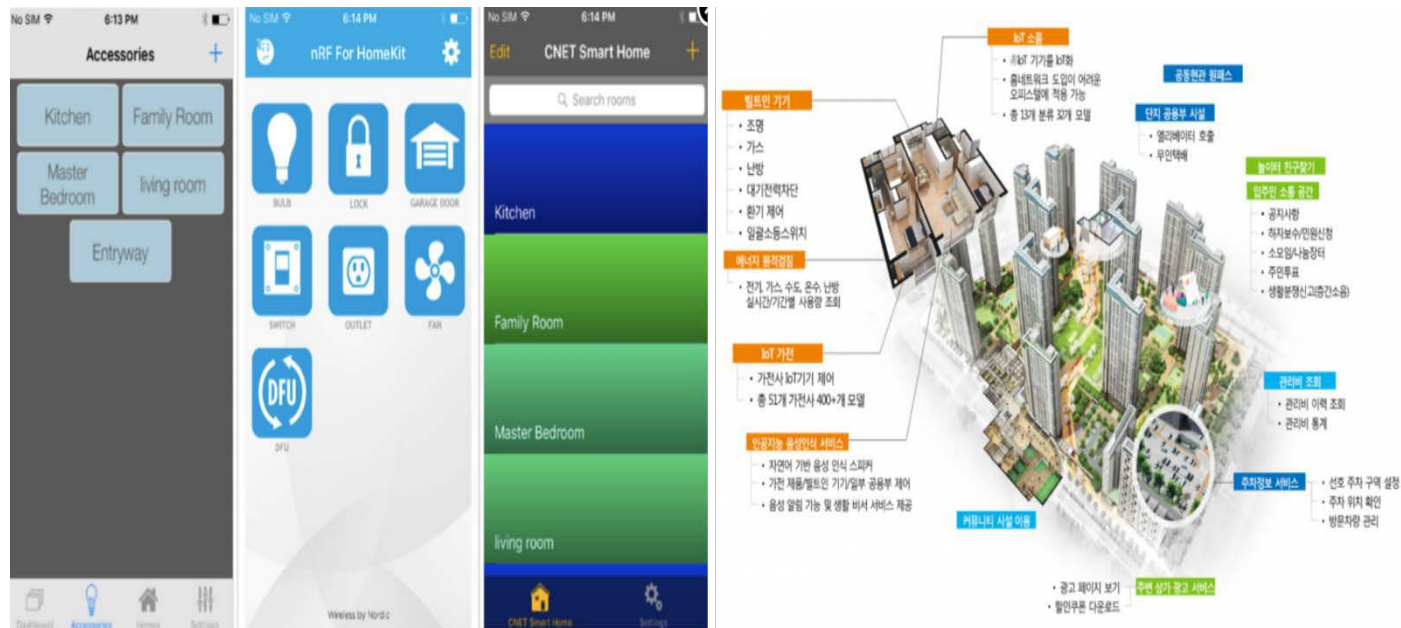 No SIM 6:13 PM
Accessories +
Kitchen
Family Room
Master
Bedroom
living room
Entryway
Dashboard Accessories Homes Settings
No SIM 6:14 PM
nRF For HomeKit
BULB
LOCK
GARAGE DOOR
SWITCH
OUTLET
FAN
DFU
DFU
Wireless by Nordic
No SIM 6:14 PM
Edit CNET Smart Home +
Search rooms
Kitchen
Family Room
Master Bedroom
living room
CNET Smart Home Settings
빌트인 기기
• 조명
• 가스
• 난방
• 대기전력차단
• 환기 제어
• 일괄소등스위치
에너지 원격검침
• 전기, 가스, 수도, 온수, 난방
실시간/기간별 사용량 조회
IoT 가전
• 가전사 IoT기기 제어
• 총 51개 가전사 400+개 모델
인공지능 음성인식 서비스
• 자연어 기반 음성 인식 스피커
• 가전 제품/빌트인 기기/일부 공용부 제어
• 음성 알림 기능 및 생활 비서 서비스 제공
IoT 소품
기기를 IoT화
• 홈네트워크 도입이 어려운
오피스텔에 적용 가능
• 총 13개 분류 32개 모델
공동현관 원패스
단지 공용부 시설
• 엘리베이터 호출
• 무인택배
놀이터 친구찾기
입주민 소통 공간
• 공지사항
• 하자보수/민원신청
• 소모임/나눔장터
• 주민투표
• 생활분쟁신고(층간소음)
관리비 조회
• 관리비 이력 조회
• 관리비 통계
주차정보 서비스
• 선호 주차 구역 설정
• 주차 위치 확인
• 방문차량 관리
커뮤니티 시설 이용
주변 상가 광고 서비스
• 광고 페이지 보기
• 할인쿠폰 다운로드